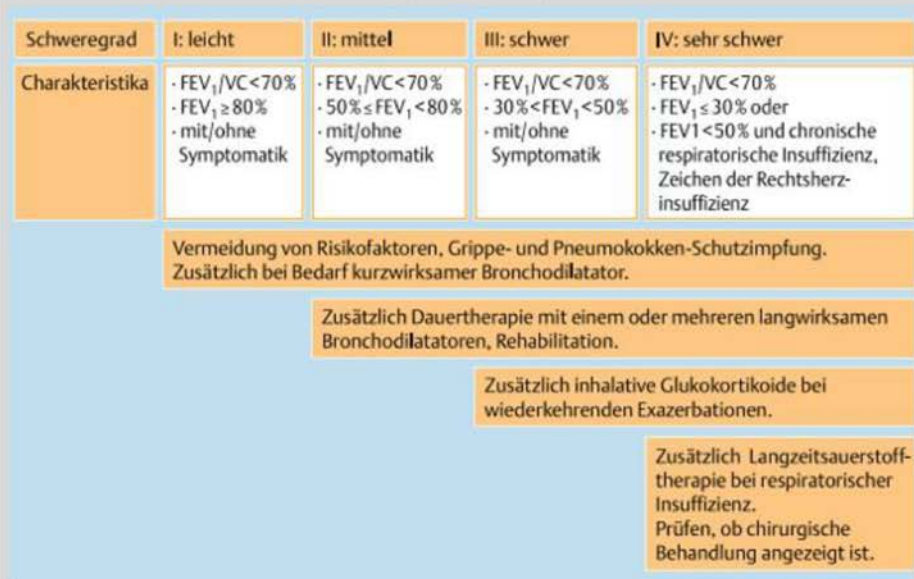 Schweregrad
I: leicht
II: mittel
III: schwer
IV: sehr schwer
Charakteristika
· FEV₁/VC<70%
· FEV₁≥80%
· mit/ohne
Symptomatik
· FEV₁/VC<70%
· 50%≤FEV₁<80%
· mit/ohne
Symptomatik
· FEV₁/VC<70%
· 30%<FEV₁<50%
· mit/ohne
Symptomatik
· FEV₁/VC<70%
· FEV₁≤30% oder
· FEV1<50% und chronische
respiratorische Insuffizienz,
Zeichen der Rechtsherz-
insuffizienz
Vermeidung von Risikofaktoren, Grippe- und Pneumokokken-Schutzimpfung.
Zusätzlich bei Bedarf kurzwirksamer Bronchodilatator.
Zusätzlich Dauertherapie mit einem oder mehreren langwirksamen
Bronchodilatatoren, Rehabilitation.
Zusätzlich inhalative Glukokortikoide bei
wiederkehrenden Exazerbationen.
Zusätzlich Langzeitsauerstoff-
therapie bei respiratorischer
Insuffizienz.
Prüfen, ob chirurgische
Behandlung angezeigt ist.